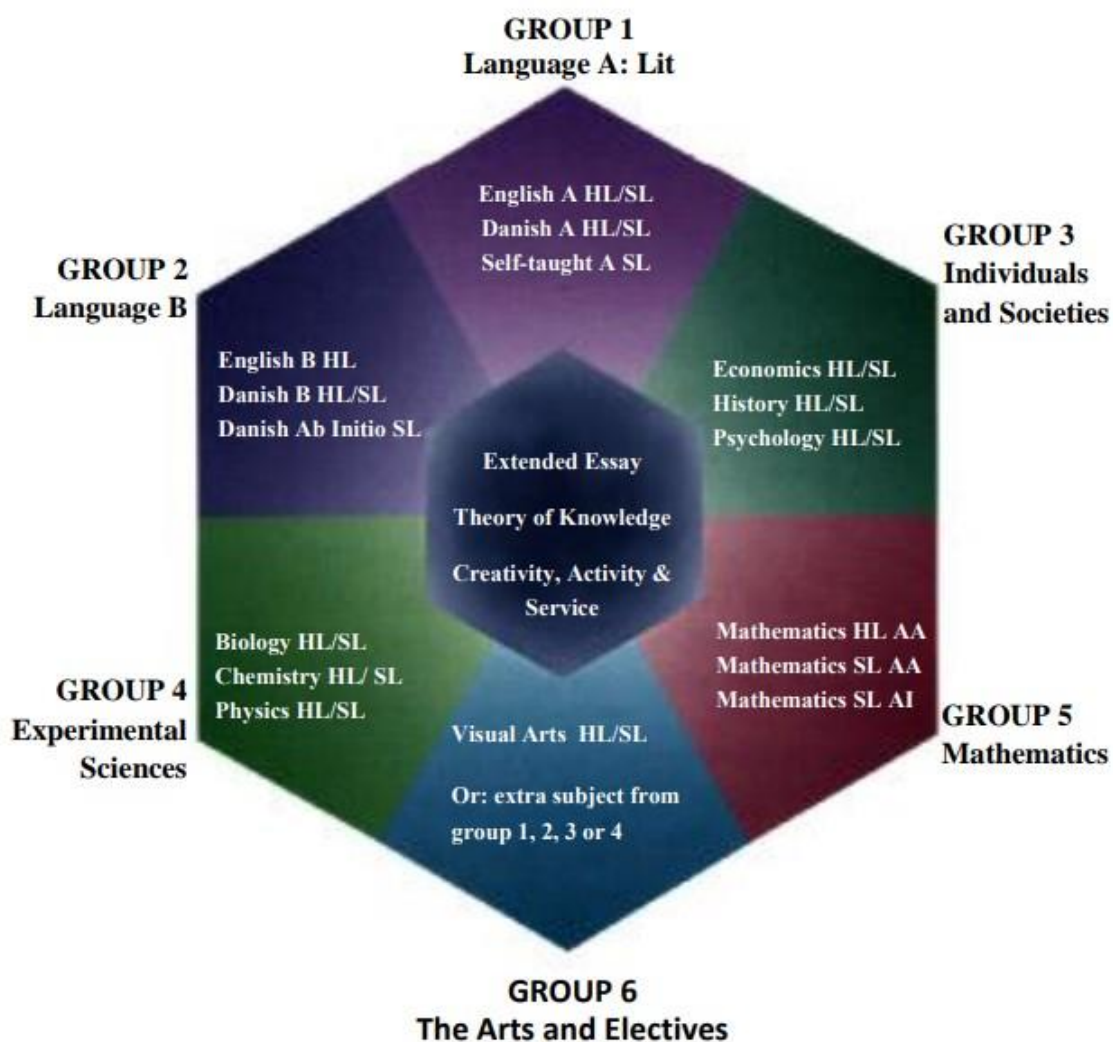 GROUP 1
Language A: Lit
English A HL/SL
Danish A HL/SL
Self-taught A SL
GROUP 2
Language B
English B HL
Danish B HL/SL
Danish Ab Initio SL
GROUP 3
Individuals
and Societies
Economics HL/SL
History HL/SL
Psychology HL/SL
Extended Essay
Theory of Knowledge
Creativity, Activity &
Service
GROUP 4
Experimental
Sciences
Biology HL/SL
Chemistry HL/ SL
Physics HL/SL
Mathematics HL AA
Mathematics SL AA
Mathematics SL AI
GROUP 5
Mathematics
Visual Arts HL/SL
Or: extra subject from
group 1, 2, 3 or 4
GROUP 6
The Arts and Electives